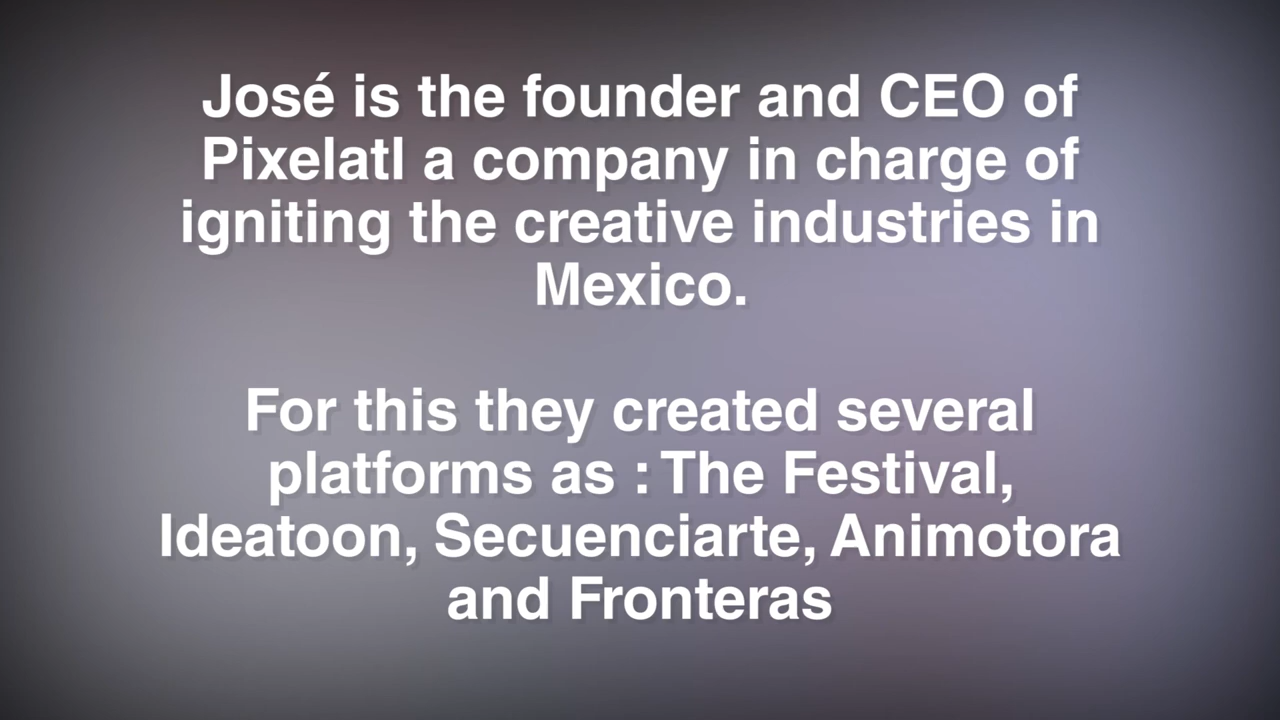 José is the founder and CEO of
Pixelatl a company in charge of
igniting the creative industries in
Mexico.
For this they created several
platforms as : The Festival,
Ideatoon, Secuenciarte, Animotora
and Fronteras